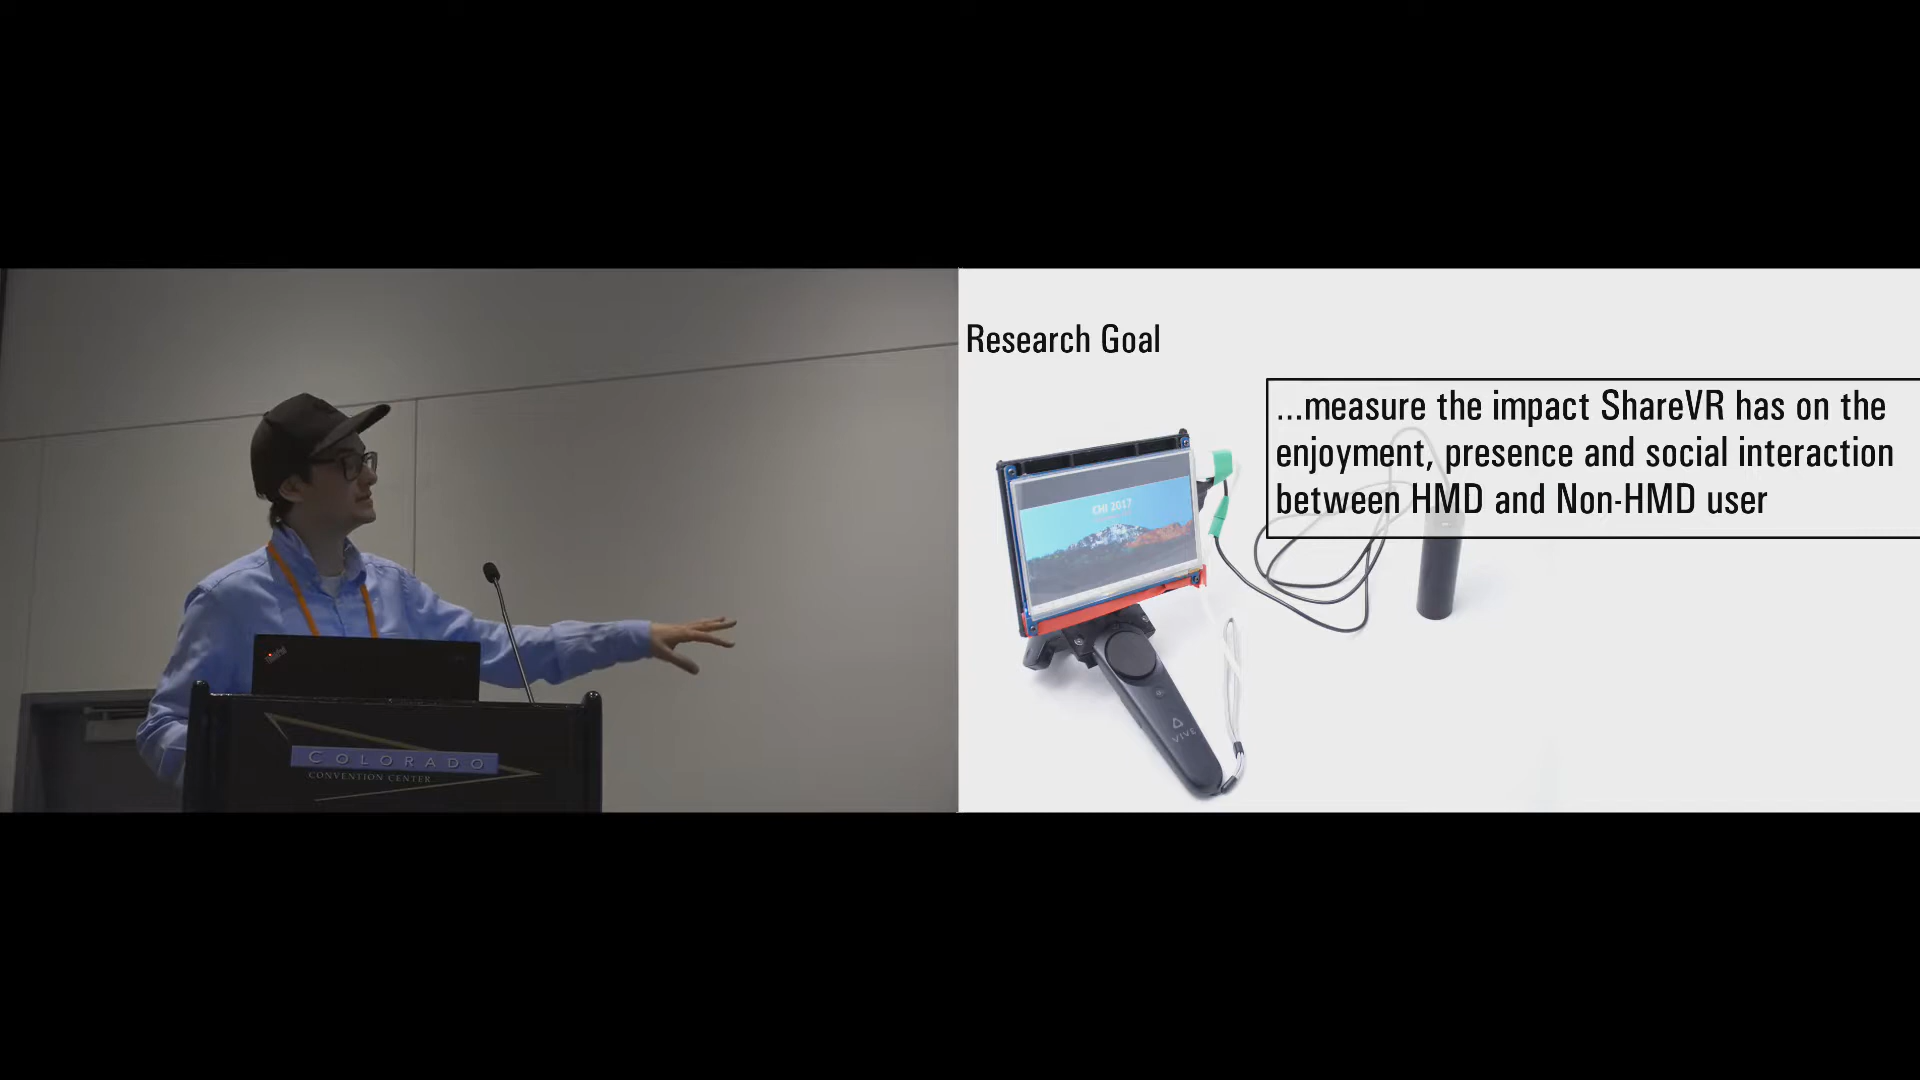 Research Goal
...measure the impact ShareVR has on the
enjoyment, presence and social interaction
between HMD and Non-HMD user
CHI 2017
VIVE
COLORADO
CONVENTION CENTER